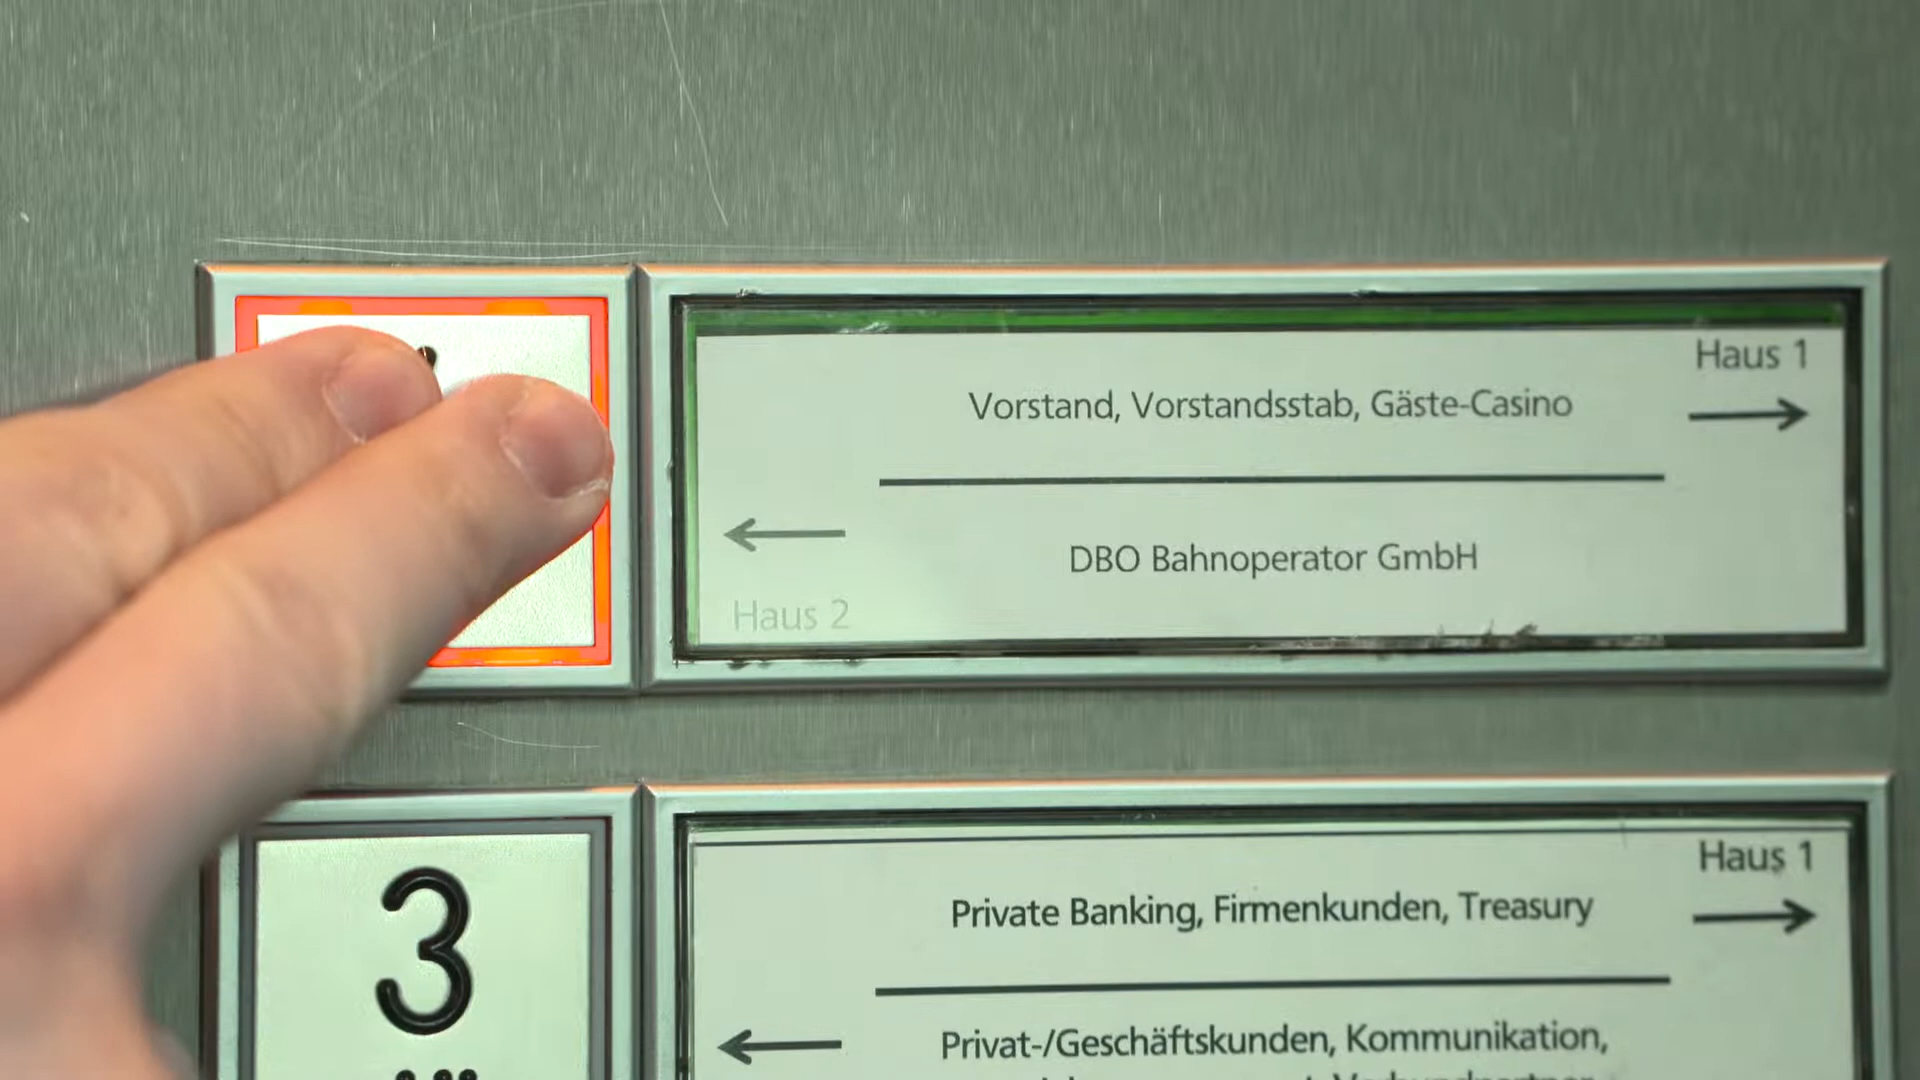 Haus 1
Vorstand, Vorstandsstab, Gäste-Casino
DBO Bahnoperator GmbH
Haus 2
3
Haus 1
Private Banking, Firmenkunden, Treasury
Privat-/Geschäftskunden, Kommunikation,